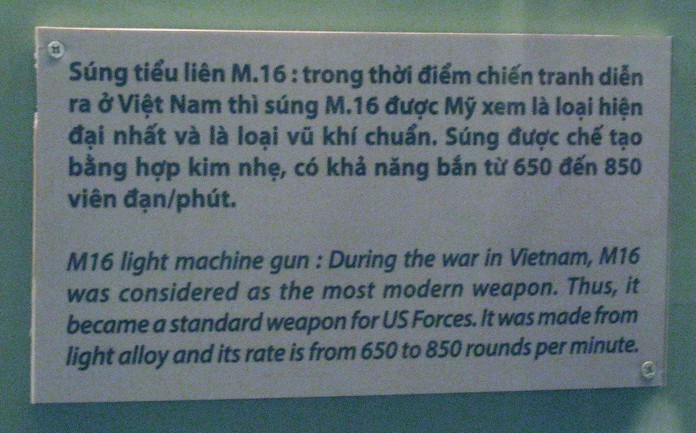 Súng tiểu liên M.16 : trong thời điểm chiến tranh diễn
ra ở Việt Nam thì súng M.16 được Mỹ xem là loại hiện
đại nhất và là loại vũ khí chuẩn. Súng được chế tạo
bằng hợp kim nhẹ, có khả năng bắn từ 650 đến 850
viên đạn/phút.
M16 light machine gun : During the war in Vietnam, M16
was considered as the most modern weapon. Thus, it
became a standard weapon for US Forces. It was made from
light alloy and its rate is from 650 to 850 rounds per minute.